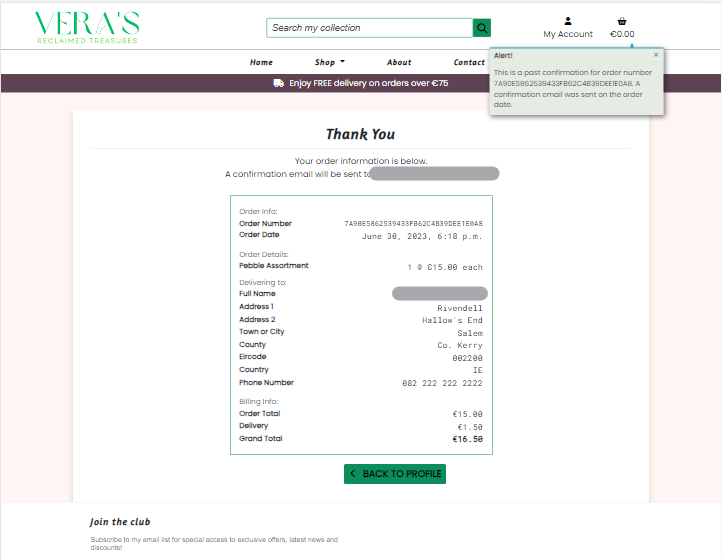 VERA'S
RECLAIMED TREASURES
Search my collection
My Account
€0.00
Home
Shop
About
Contact
Enjoy FREE delivery on orders over €75
Alert!
×
This is a past confirmation for order number
7A90E5862539433FB62C4B39DEE1E0A8. A
confirmation email was sent on the order
date.
Thank You
Your order information is below.
A confirmation email will be sent to
Order Info:
Order Number 7A90E5862539433FB62C4B39DEE1E0A8
Order Date June 30, 2023, 6:18 p.m.
Order Details:
Pebble Assortment 1 @ €15.00 each
Delivering to:
Full Name
Address 1 Rivendell
Address 2 Hallow's End
Town or City Salem
County Co. Kerry
Eircode 002200
Country IE
Phone Number 082 222 222 2222
Billing Info:
Order Total €15.00
Delivery €1.50
Grand Total €16.50
BACK TO PROFILE
Join the club
Subscribe to my email list for special access to exclusive offers, latest news and
discounts!